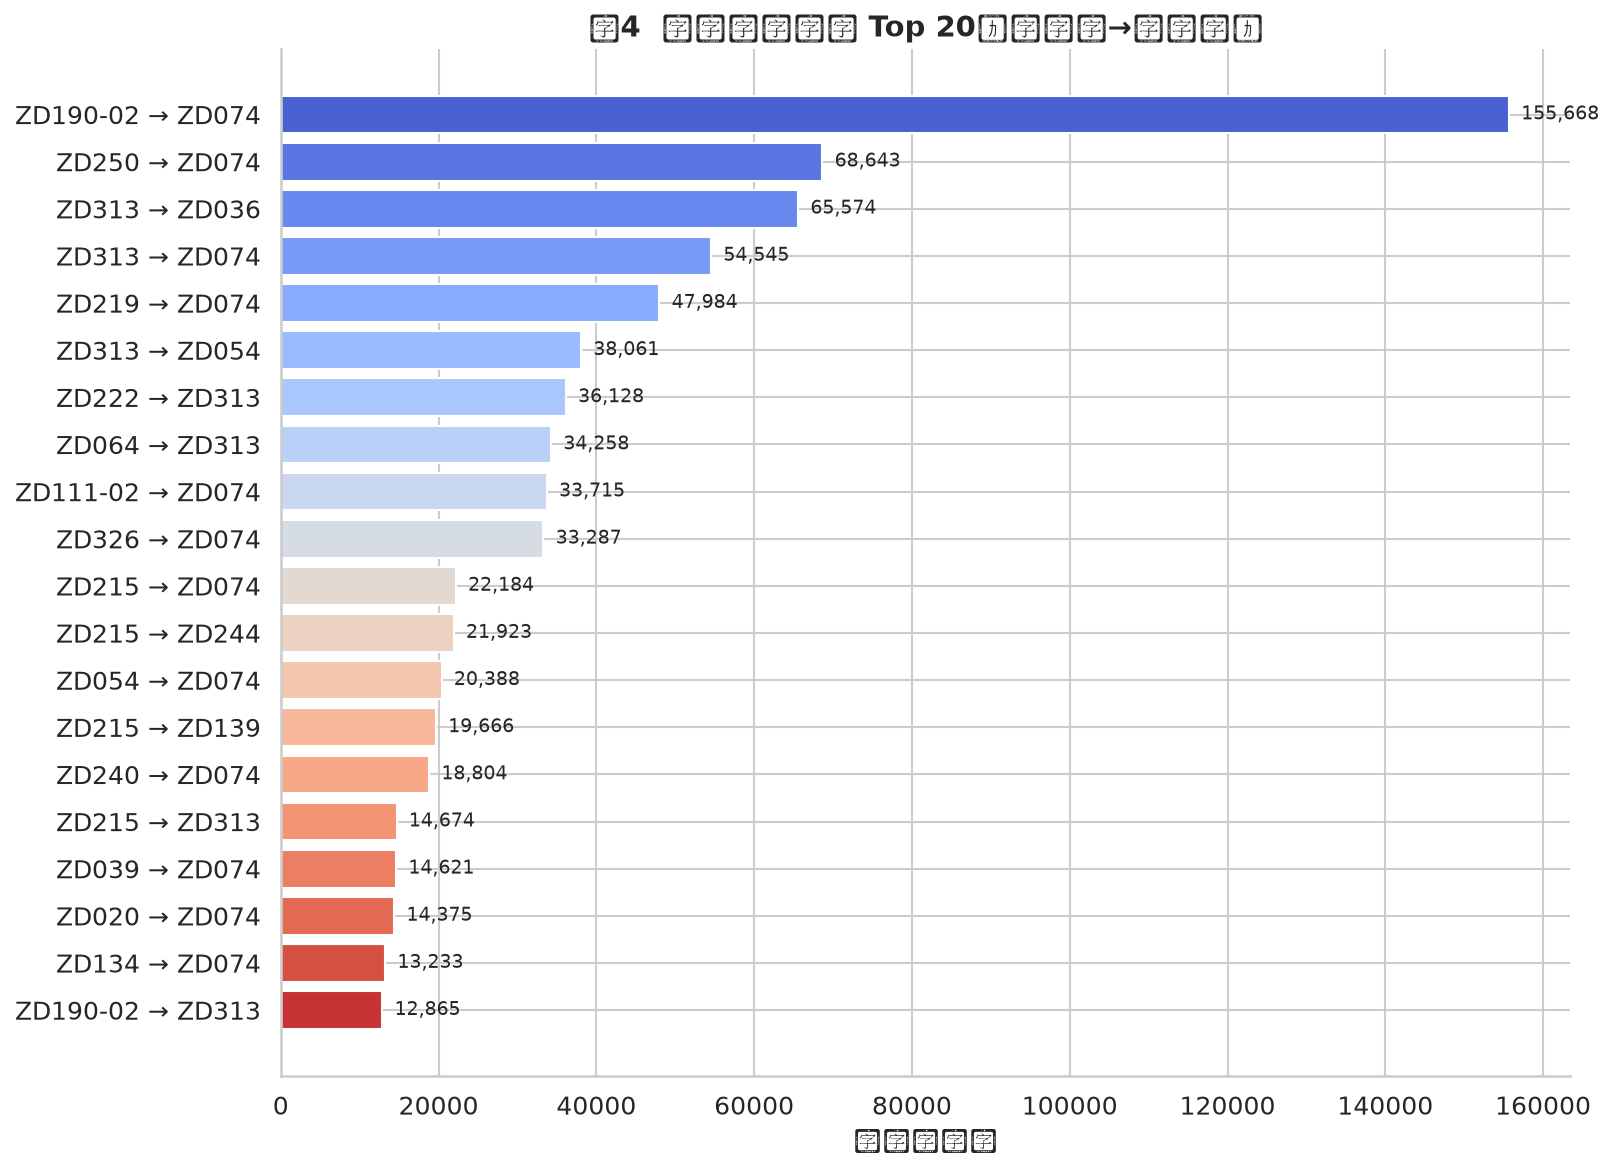 4 Top 20 →
ZD190-02 → ZD074
155,668
ZD250 → ZD074
68,643
ZD313 → ZD036
65,574
ZD313 → ZD074
54,545
ZD219 → ZD074
47,984
ZD313 → ZD054
38,061
ZD222 → ZD313
36,128
ZD064 → ZD313
34,258
ZD111-02 → ZD074
33,715
ZD326 → ZD074
33,287
ZD215 → ZD074
22,184
ZD215 → ZD244
21,923
ZD054 → ZD074
20,388
ZD215 → ZD139
19,666
ZD240 → ZD074
18,804
ZD215 → ZD313
14,674
ZD039 → ZD074
14,621
ZD020 → ZD074
14,375
ZD134 → ZD074
13,233
ZD190-02 → ZD313
12,865
0 20000 40000 60000 80000 100000 120000 140000 160000